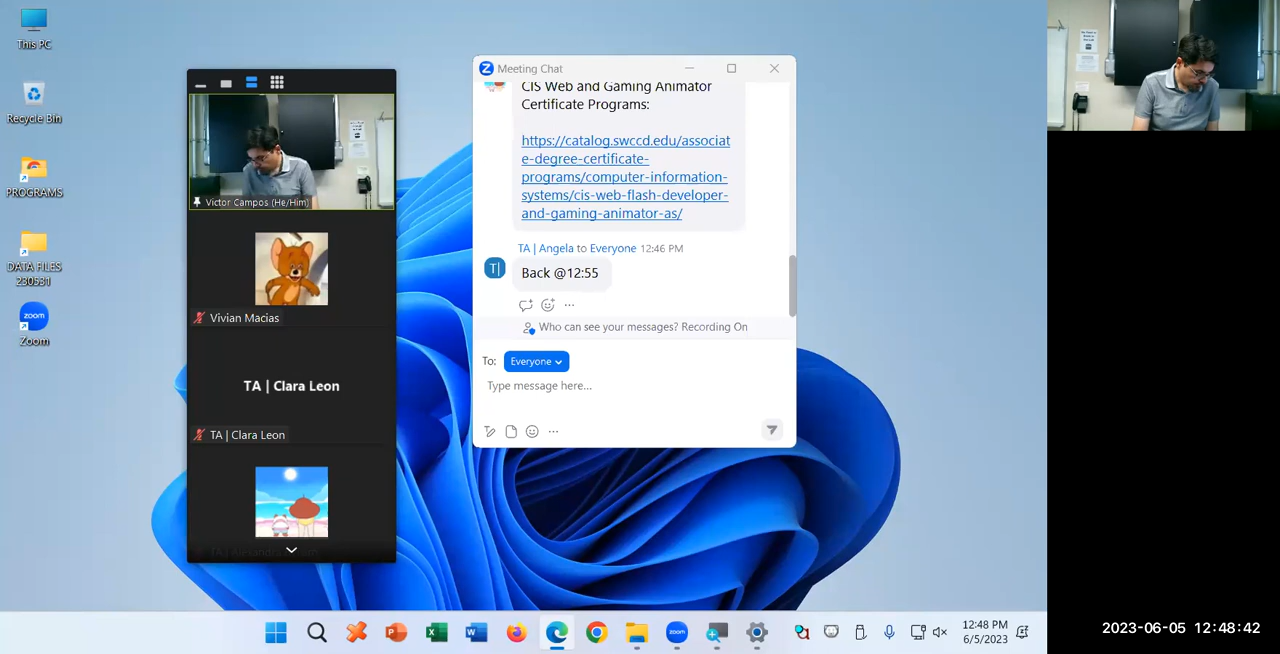 This PC
Recycle Bin
PROGRAMS
DATA FILES
230531
zoom
Zoom
Victor Campos (He/Him)
Vivian Macias
TA | Clara Leon
TA | Clara Leon
Meeting Chat
CIS Web and Gaming Animator
Certificate Programs:
https://catalog.swccd.edu/associat
e-degree-certificate-
programs/computer-information-
systems/cis-web-flash-developer-
and-gaming-animator-as/
TA | Angela to Everyone 12:46 PM
T|
Back @12:55
Who can see your messages? Recording On
To: Everyone
Type message here...
zoom
12:48 PM
6/5/2023
2023-06-05 12:48:42